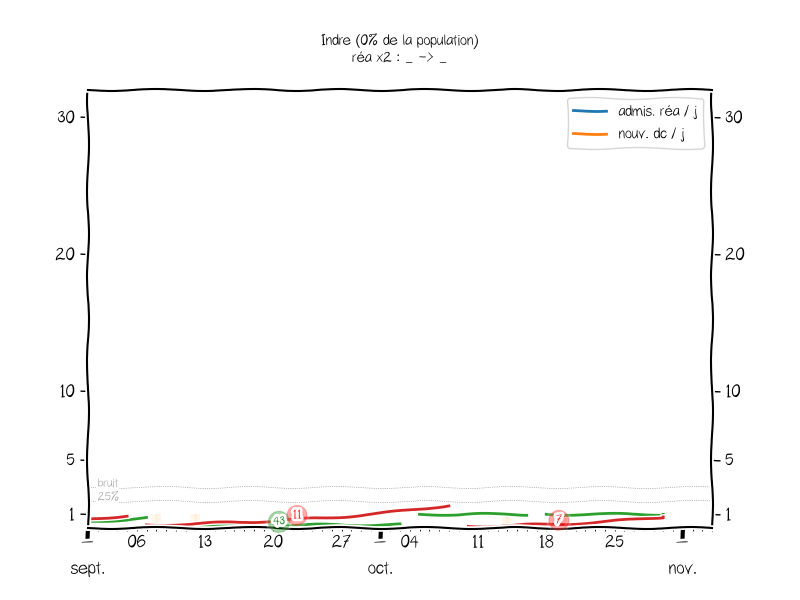 Indre (0% de la population)
réa x2 : _ -> _
admis. réa / j
nouv. dc / j
30
30
20
20
10
10
5
5
bruit
25%
1
1
43
11
7
06
13
20
27
04
11
18
25
sept.
oct.
nov.